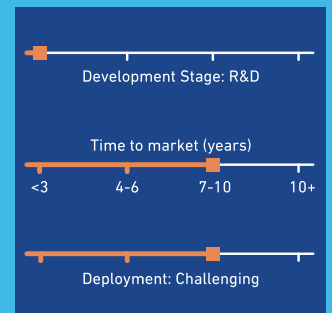 Development Stage: R&D
Time to market (years)
<3 4-6 7-10 10+
Deployment: Challenging